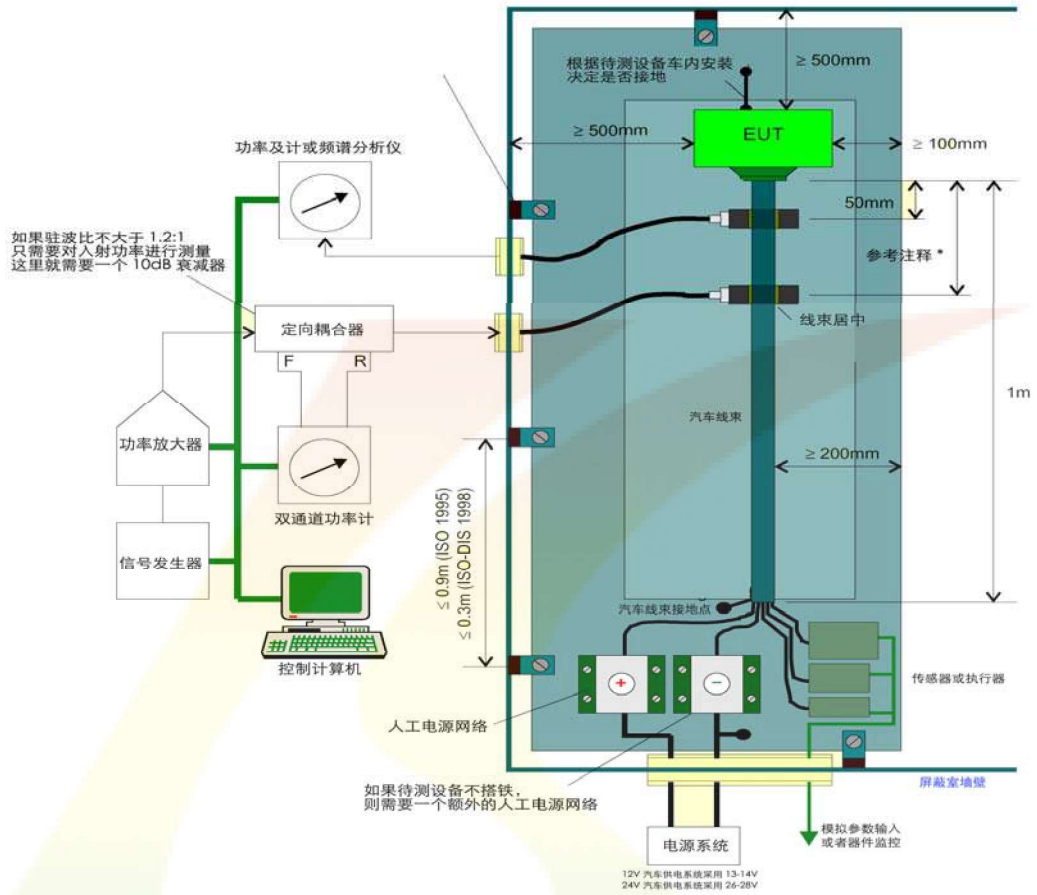 根据待测设备车内安装
决定是否接地
≥ 500mm
≥ 500mm
EUT
≥ 100mm
功率及计或频谱分析仪
50mm
如果驻波比不大于 1.2:1
只需要对入射功率进行测量
这里就需要一个 10dB 衰减器
参考注释 *
定向耦合器
线束居中
F
R
1m
汽车线束
功率放大器
≥ 200mm
双通道功率计
≤ 0.9m (ISO 1995)
≤ 0.3m (ISO-DIS 1998)
信号发生器
汽车线束接地点
控制计算机
+
−
传感器或执行器
人工电源网络
如果待测设备不搭铁，
则需要一个额外的人工电源网络
屏蔽室墙壁
电源系统
模拟参数输入
或者器件监控
12V 汽车供电系统采用 13-14V
24V 汽车供电系统采用 26-28V